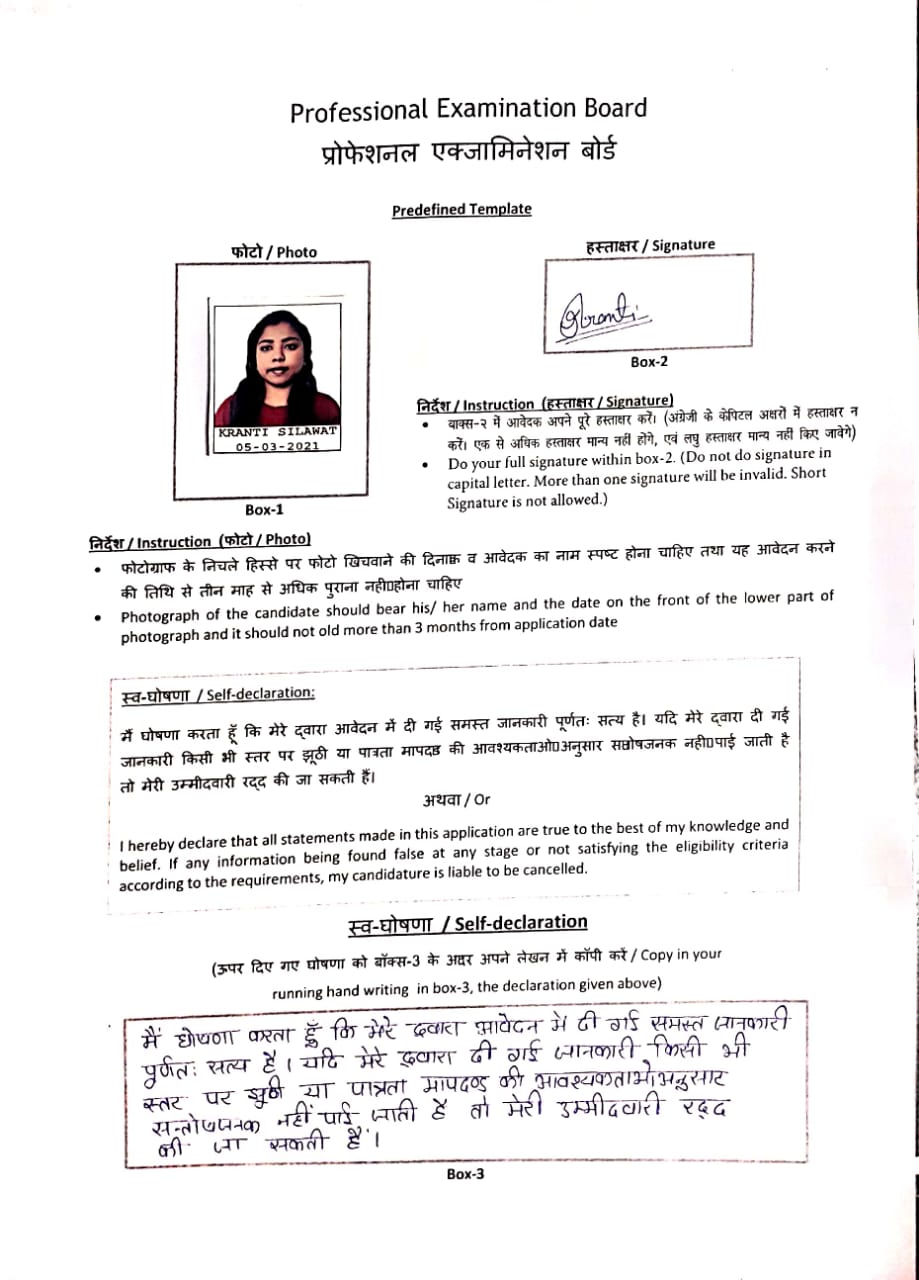 Professional Examination Board
प्रोफेशनल एक्जामिनेशन बोर्ड
Predefined Template
फोटो / Photo
KRANTI SILAWAT
05-03-2021
Box-1
हस्ताक्षर / Signature
Kranti
Box-2
निर्देश / Instruction (हस्ताक्षर / Signature)
• बाक्स-२ में आवेदक अपने पूरे हस्ताक्षर करें। (अंग्रेजी के केपिटल अक्षरों में हस्ताक्षर न
करें। एक से अधिक हस्ताक्षर मान्य नहीं होंगे, एवं लघु हस्ताक्षर मान्य नहीं किए जावेगे)
• Do your full signature within box-2. (Do not do signature in
capital letter. More than one signature will be invalid. Short
Signature is not allowed.)
निर्देश / Instruction (फोटो / Photo)
• फोटोग्राफ के निचले हिस्से पर फोटो खिचवाने की दिनाक व आवेदक का नाम स्पष्ट होना चाहिए तथा यह आवेदन करने
की तिथि से तीन माह से अधिक पुराना नही▯होना चाहिए
• Photograph of the candidate should bear his/ her name and the date on the front of the lower part of
photograph and it should not old more than 3 months from application date
स्व-घोषणा / Self-declaration:
मैं घोषणा करता हूँ कि मेरे द्वारा आवेदन में दी गई समस्त जानकारी पूर्णतः सत्य है। यदि मेरे द्वारा दी गई
जानकारी किसी भी स्तर पर झूठी या पात्रता मापदण्ड की आवश्यकताओ▯अनुसार सतोषजनक नही▯पाई जाती है
तो मेरी उम्मीदवारी रद्द की जा सकती हैं।
अथवा / Or
I hereby declare that all statements made in this application are true to the best of my knowledge and
belief. If any information being found false at any stage or not satisfying the eligibility criteria
according to the requirements, my candidature is liable to be cancelled.
स्व-घोषणा / Self-declaration
(ऊपर दिए गए घोषणा को बॉक्स-3 के अदर अपने लेखन में कॉपी करें / Copy in your
running hand writing in box-3, the declaration given above)
मैं घोषणा करता हूँ कि मेरे द्वारा आवेदन में दी गई समस्त जानकारी
पूर्णतः सत्य है। यदि मेरे द्वारा दी गई जानकारी किसी भी
स्तर पर झुठी या पात्रता मापदण्ड की आवश्यकताओं अनुसार
सन्तोषजनक नहीं पाई जाती है तो मेरी उम्मीदवारी रद्द
की जा सकती हैं।
Box-3